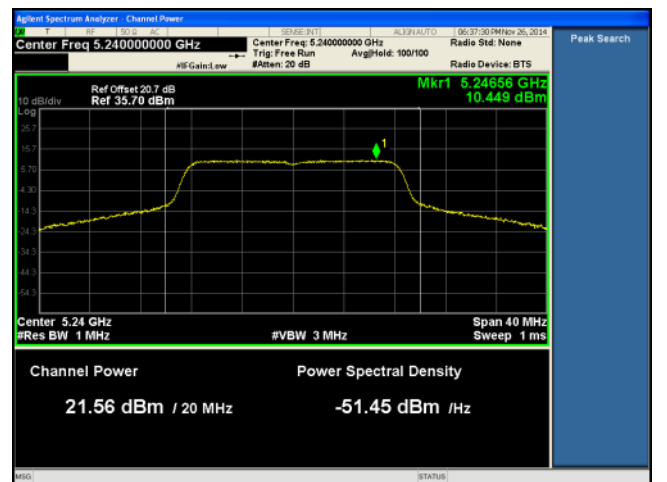 Agilent Spectrum Analyzer - Channel Power
T RF 50 Ω AC SENSE:INT ALIGN AUTO 06:37:30 PM Nov 26, 2014
Center Freq 5.240000000 GHz
Center Freq: 5.240000000 GHz Radio Std: None
Trig: Free Run Avg|Hold: 100/100
#IFGain:Low #Atten: 20 dB Radio Device: BTS
Peak Search
Ref Offset 20.7 dB Mkr1 5.24656 GHz
10 dB/div Ref 35.70 dBm 10.449 dBm
Log
25.7
15.7
1
5.70
-4.30
-14.3
-24.3
-34.3
-44.3
-54.3
Center 5.24 GHz Span 40 MHz
#Res BW 1 MHz #VBW 3 MHz Sweep 1 ms
Channel Power Power Spectral Density
21.56 dBm / 20 MHz -51.45 dBm /Hz
MSG STATUS